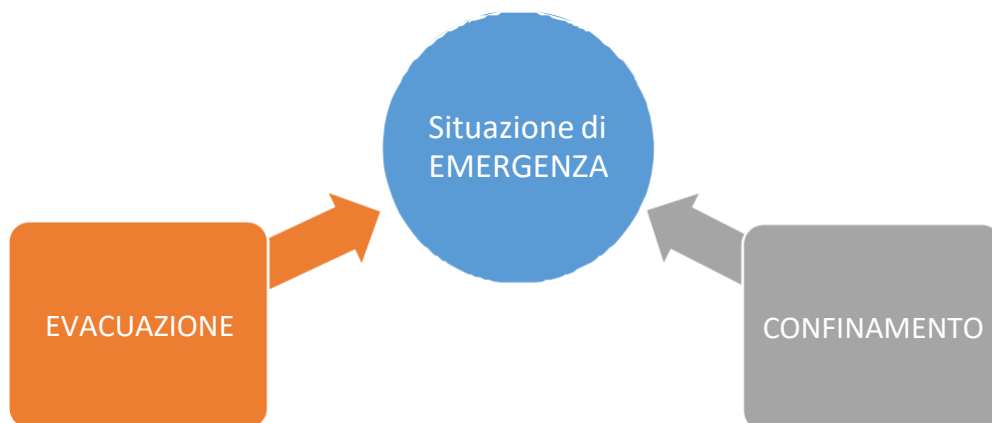 Situazione di
EMERGENZA
EVACUAZIONE
CONFINAMENTO